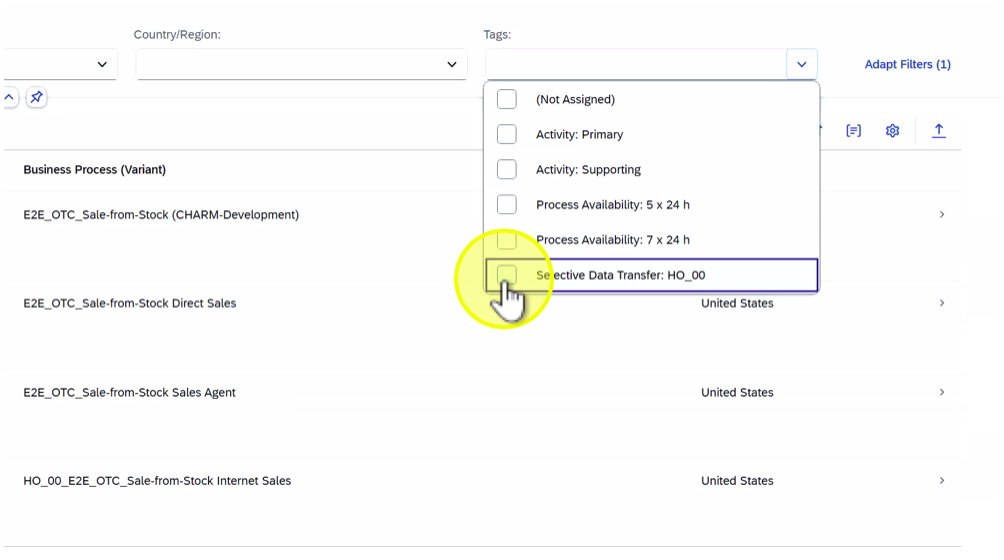 Country/Region:
Tags:
Adapt Filters (1)
(Not Assigned)
Activity: Primary
Activity: Supporting
Process Availability: 5 x 24 h
Process Availability: 7 x 24 h
Selective Data Transfer: HO_00
Business Process (Variant)
E2E_OTC_Sale-from-Stock (CHARM-Development)
E2E_OTC_Sale-from-Stock Direct Sales
United States
E2E_OTC_Sale-from-Stock Sales Agent
United States
HO_00_E2E_OTC_Sale-from-Stock Internet Sales
United States